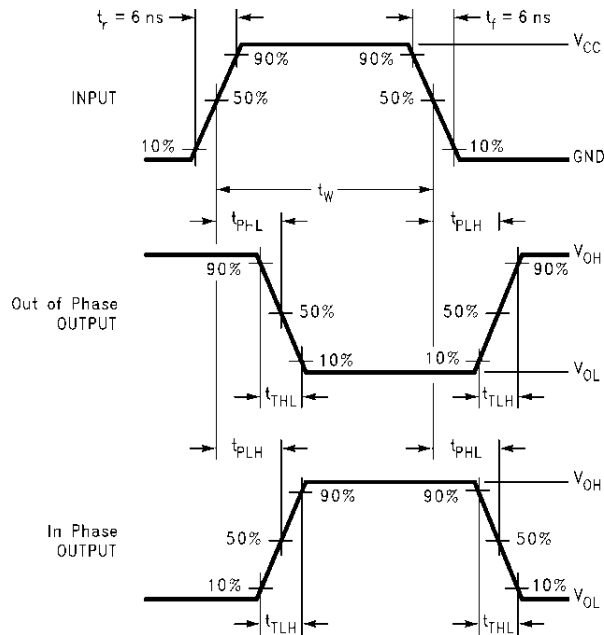 t_r = 6 ns
t_f = 6 ns
V_CC
90%
90%
INPUT
50%
50%
10%
10%
GND
t_W
t_PHL
t_PLH
V_OH
90%
90%
Out of Phase
OUTPUT
50%
50%
10%
10%
V_OL
t_THL
t_TLH
t_PLH
t_PHL
V_OH
90%
90%
In Phase
OUTPUT
50%
50%
10%
10%
V_OL
t_TLH
t_THL